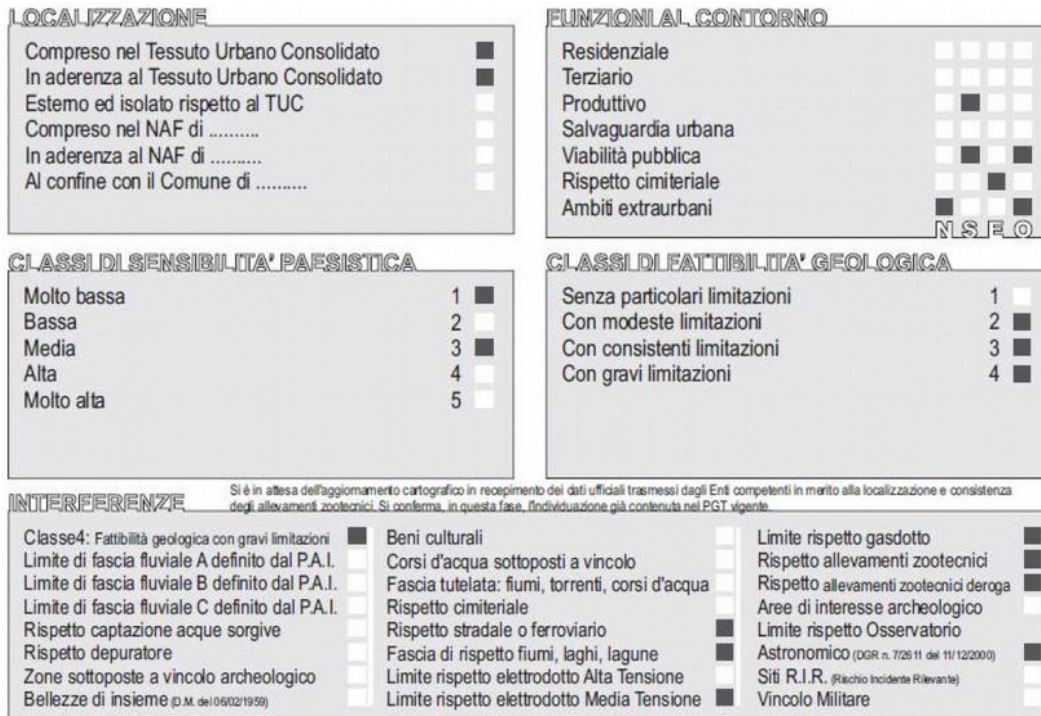 LOCALIZZAZIONE
Compreso nel Tessuto Urbano Consolidato
In aderenza al Tessuto Urbano Consolidato
Esterno ed isolato rispetto al TUC
Compreso nel NAF di ..........
In aderenza al NAF di ..........
Al confine con il Comune di ..........
FUNZIONI AL CONTORNO
Residenziale
Terziario
Produttivo
Salvaguardia urbana
Viabilità pubblica
Rispetto cimiteriale
Ambiti extraurbani
N S E O
CLASSI DI SENSIBILITA' PAESISTICA
Molto bassa 1
Bassa 2
Media 3
Alta 4
Molto alta 5
CLASSI DI FATTIBILITA' GEOLOGICA
Senza particolari limitazioni 1
Con modeste limitazioni 2
Con consistenti limitazioni 3
Con gravi limitazioni 4
INTERFERENZE
Si è in attesa dell'aggiornamento cartografico in recepimento dei dati ufficiali trasmessi dagli Enti competenti in merito alla localizzazione e consistenza
degli allevamenti zootecnici. Si conferma, in questa fase, l'individuazione già contenuta nel PGT vigente.
Classe4: Fattibilità geologica con gravi limitazioni
Limite di fascia fluviale A definito dal P.A.I.
Limite di fascia fluviale B definito dal P.A.I.
Limite di fascia fluviale C definito dal P.A.I.
Rispetto captazione acque sorgive
Rispetto depuratore
Zone sottoposte a vincolo archeologico
Bellezze di insieme (D.M. del 06/02/1959)
Beni culturali
Corsi d'acqua sottoposti a vincolo
Fascia tutelata: fiumi, torrenti, corsi d'acqua
Rispetto cimiteriale
Rispetto stradale o ferroviario
Fascia di rispetto fiumi, laghi, lagune
Limite rispetto elettrodotto Alta Tensione
Limite rispetto elettrodotto Media Tensione
Limite rispetto gasdotto
Rispetto allevamenti zootecnici
Rispetto allevamenti zootecnici deroga
Aree di interesse archeologico
Limite rispetto Osservatorio
Astronomico (DGR n. 7/2611 del 11/12/2000)
Siti R.I.R. (Rischio Incidente Rilevante)
Vincolo Militare